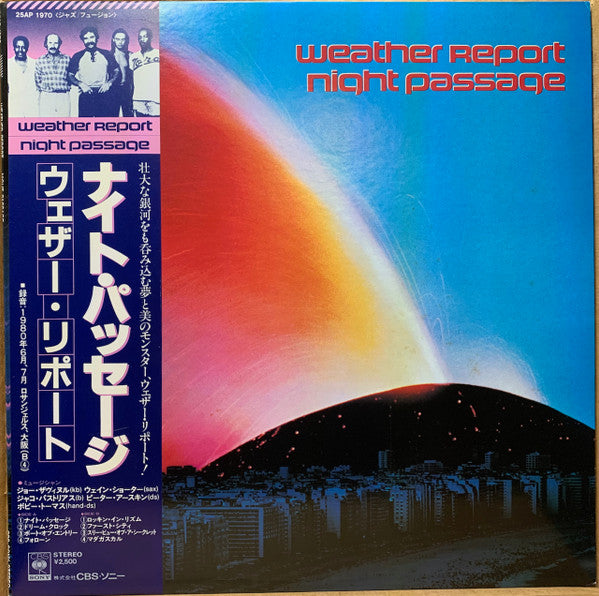 25AP 1970 〈ジャズ/フュージョン〉
weather report
night passage
weather report
night passage
壮大な銀河をも呑み込む夢と美のモンスター、ウェザー・リポート!
ナイト・パッセージ
ウェザー・リポート
■録音:1980年6月、7月 ロサンジェルス、大阪(B④)
●ミュージシャン
ジョー・ザヴィヌル(kb) ウェイン・ショーター(sax)
ジャコ・パストリアス(b) ピーター・アースキン(ds)
ボビー・トーマス(hand-ds)
SIDE A
①ナイト・パッセージ
②ドリーム・クロック
③ポート・オブ・エントリー
④フォローン
SIDE B
①ロッキン・イン・リズム
②ファースト・シティ
③スリー・ビュー・オブ・ア・シークレット
④マダガスカル
CBS
SONY
STEREO
¥2,500
株式会社CBS・ソニー